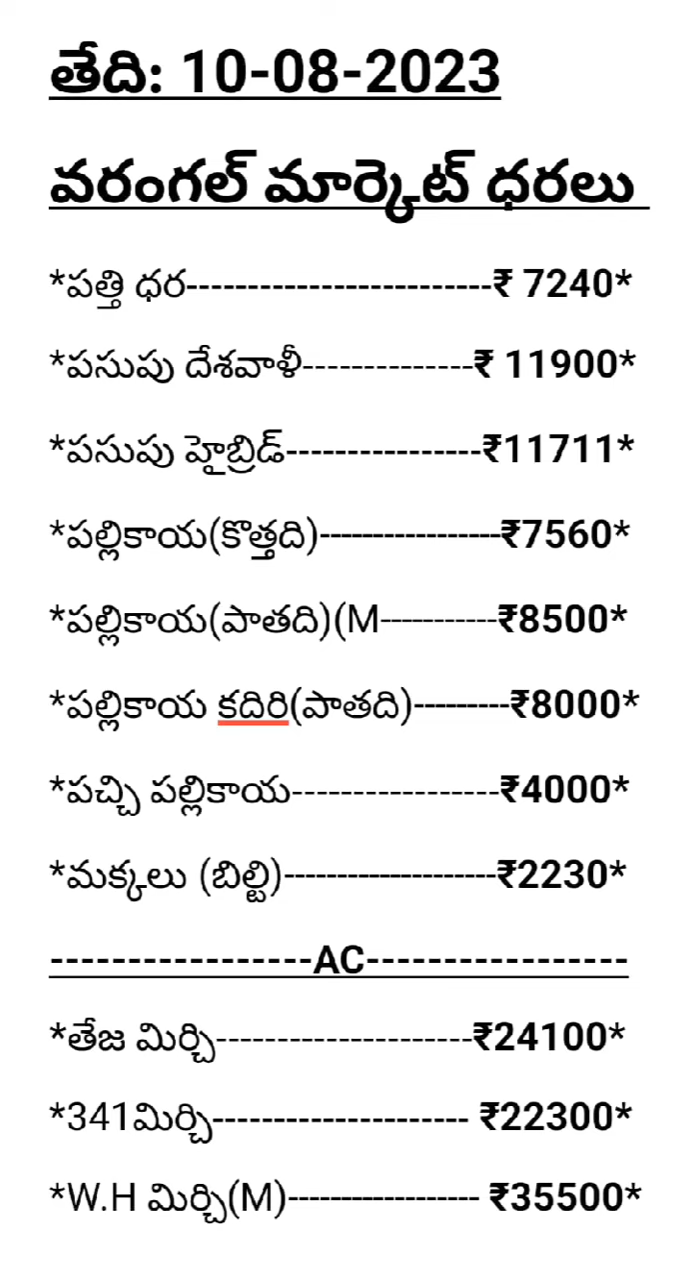 తేది: 10-08-2023
వరంగల్ మార్కెట్ ధరలు
*పత్తి ధర-------------------------₹ 7240*
*పసుపు దేశవాళీ--------------₹ 11900*
*పసుపు హైబ్రిడ్----------------₹11711*
*పల్లికాయ(కొత్తది)-----------------₹7560*
*పల్లికాయ(పాతది)(M-----------₹8500*
*పల్లికాయ కదిరి(పాతది)---------₹8000*
*పచ్చి పల్లికాయ-----------------₹4000*
*మక్కలు (బిల్టి)--------------------₹2230*
-----------------AC-----------------
*తేజ మిర్చి---------------------₹24100*
*341మిర్చి--------------------- ₹22300*
*W.H మిర్చి(M)------------------ ₹35500*